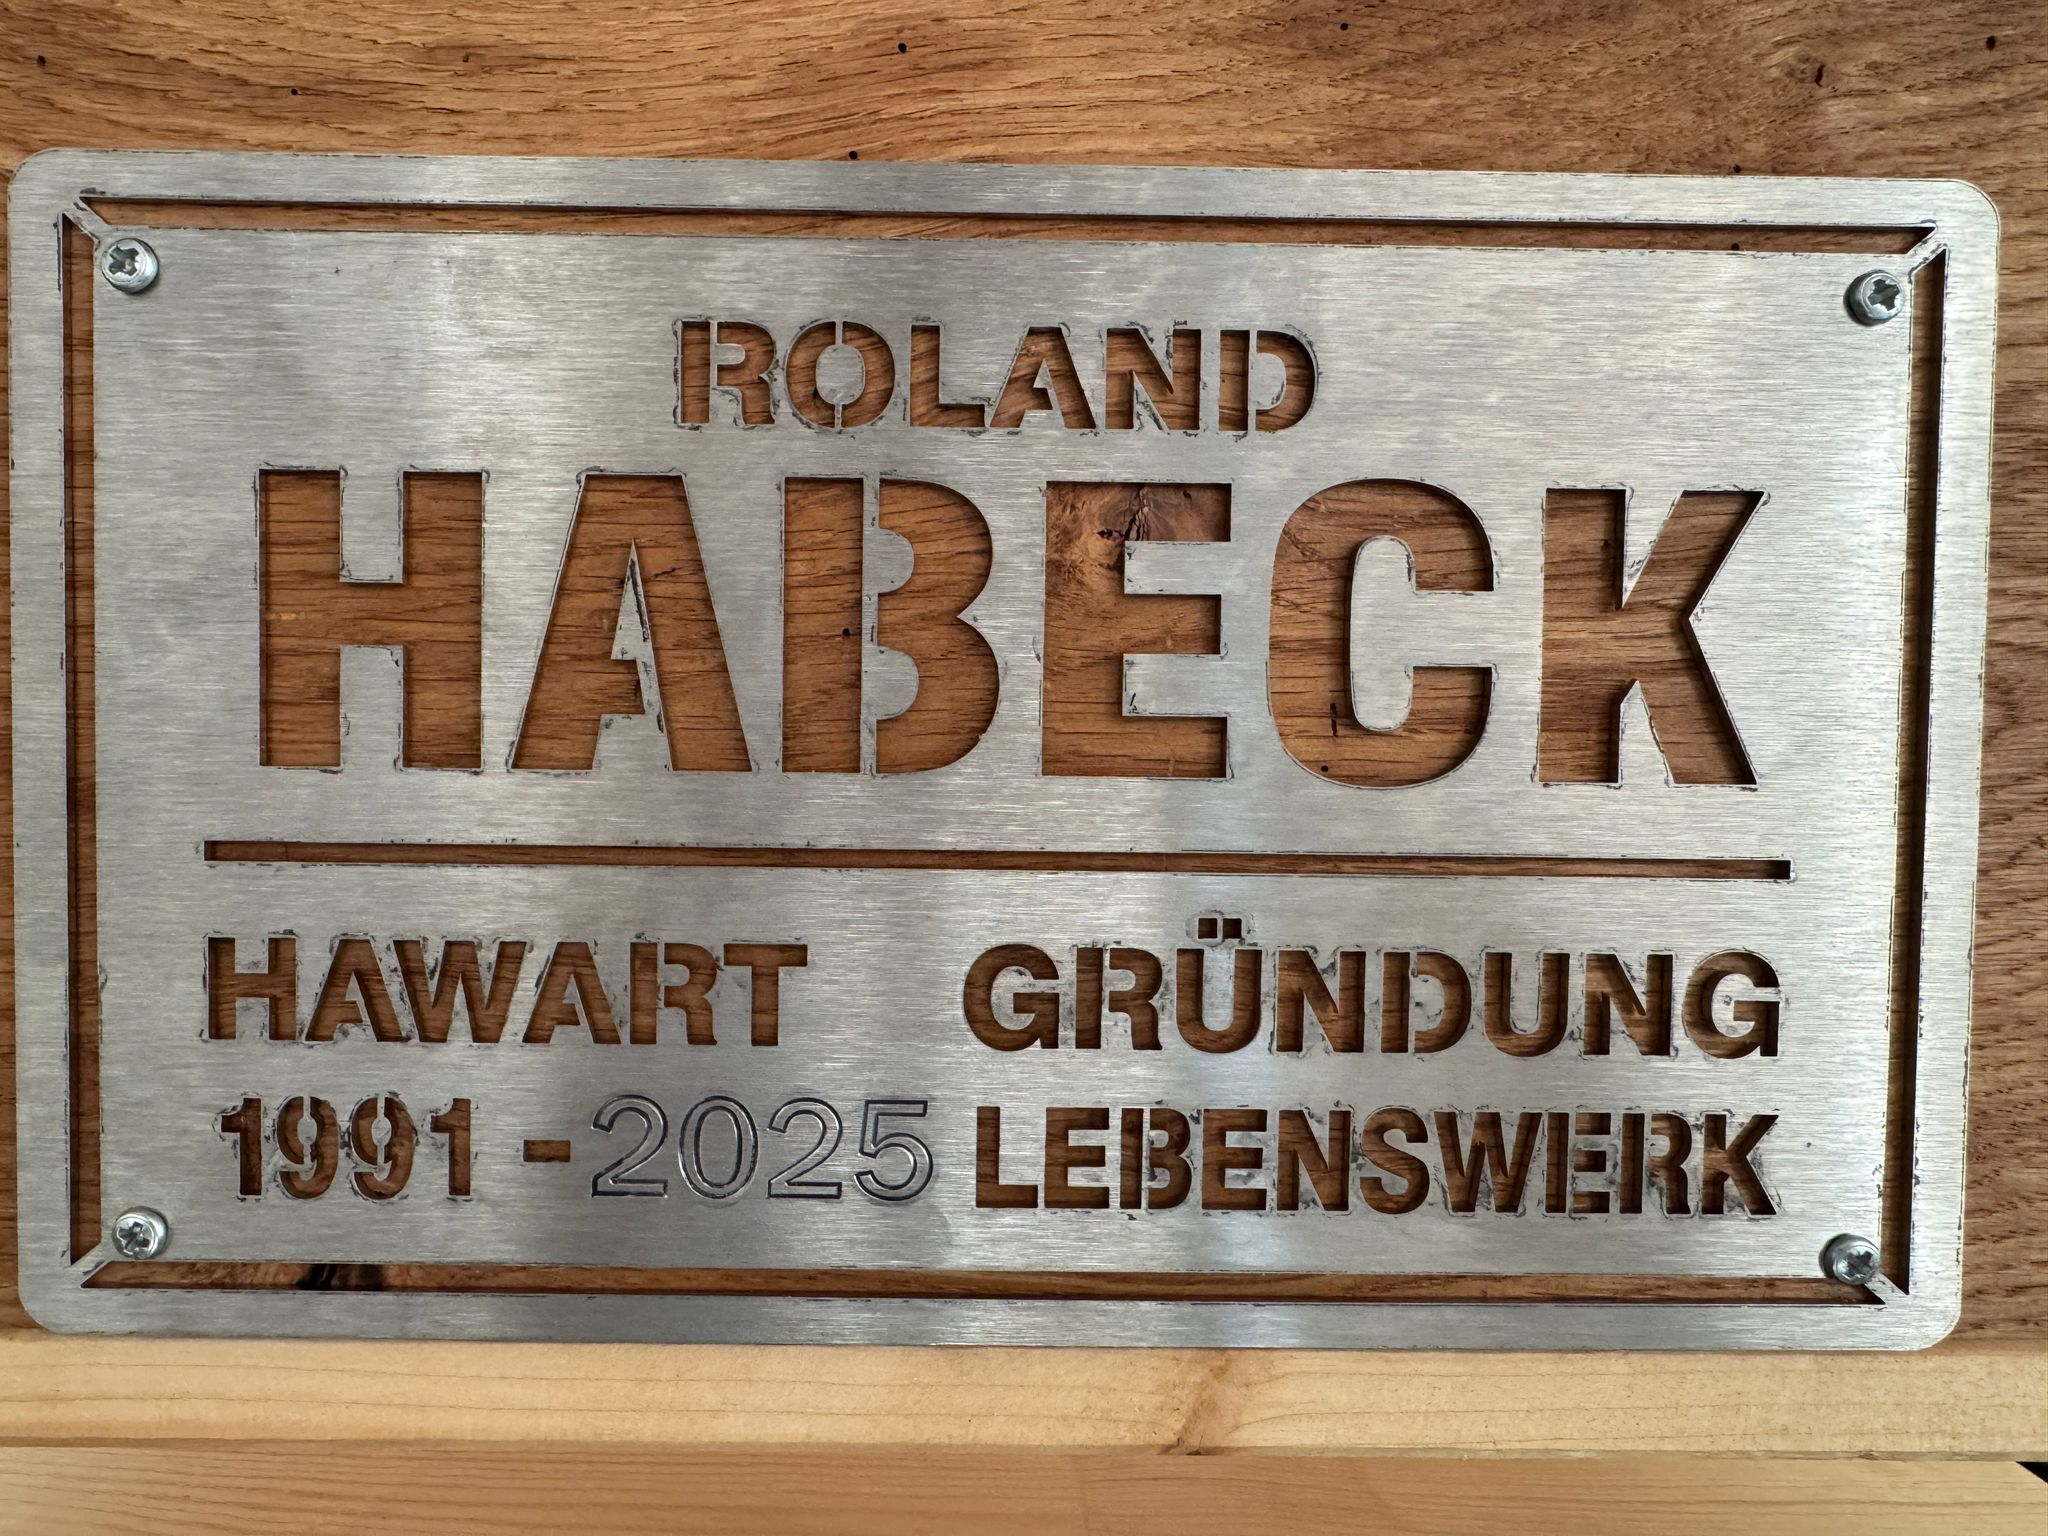 ROLAND
HABECK
HAWART GRÜNDUNG
1991 - 2025 LEBENSWERK